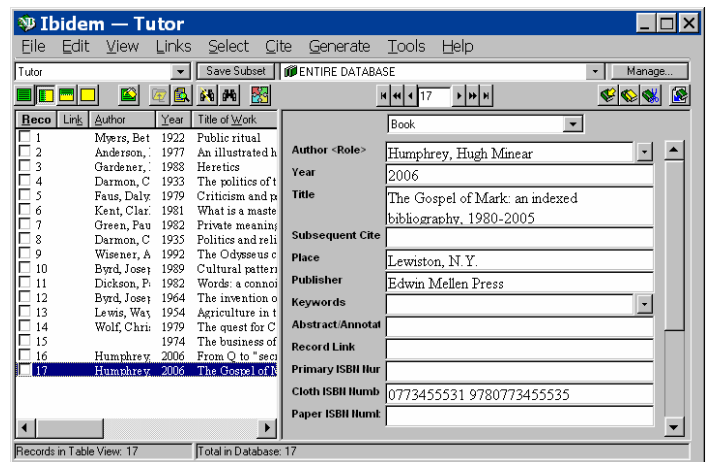 Ibidem — Tutor
File Edit View Links Select Cite Generate Tools Help
Tutor Save Subset ENTIRE DATABASE Manage...
17
Reco Link Author Year Title of Work
1 Myers, Bet 1922 Public ritual
2 Anderson, 1977 An illustrated h
3 Gardener, 1988 Heretics
4 Darmon, C 1933 The politics of t
5 Faus, Daly 1979 Criticism and p
6 Kent, Clar 1981 What is a maste
7 Green, Pau 1982 Private meaning
8 Darmon, C 1935 Politics and reli
9 Wisener, A 1992 The Odysseus c
10 Byrd, Josep 1989 Cultural patter
11 Dickson, P 1982 Words: a connoi
12 Byrd, Josep 1964 The invention o
13 Lewis, Way 1954 Agriculture in t
14 Wolf, Chri 1979 The quest for C
15 1974 The business of
16 Humphrey, 2006 From Q to "sec
17 Humphrey, 2006 The Gospel of M
Book
Author <Role> Humphrey, Hugh Minear
Year 2006
Title The Gospel of Mark: an indexed
bibliography, 1980-2005
Subsequent Cite
Place Lewiston, N.Y.
Publisher Edwin Mellen Press
Keywords
Abstract/Annotat
Record Link
Primary ISBN Nur
Cloth ISBN Numb 0773455531 9780773455535
Paper ISBN Numb
Records in Table View: 17 Total in Database: 17